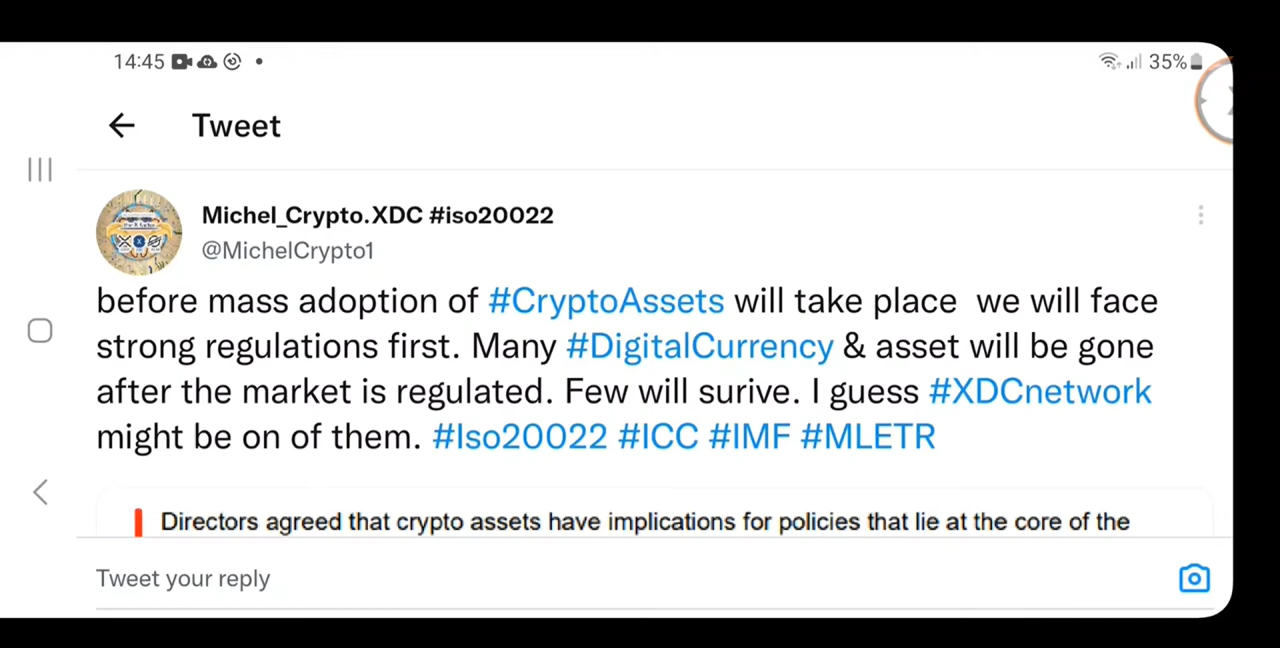 14:45
35%
Tweet
Michel_Crypto.XDC #iso20022
@MichelCrypto1
before mass adoption of #CryptoAssets will take place we will face
strong regulations first. Many #DigitalCurrency & asset will be gone
after the market is regulated. Few will surive. I guess #XDCnetwork
might be on of them. #Iso20022 #ICC #IMF #MLETR
Directors agreed that crypto assets have implications for policies that lie at the core of the
Tweet your reply